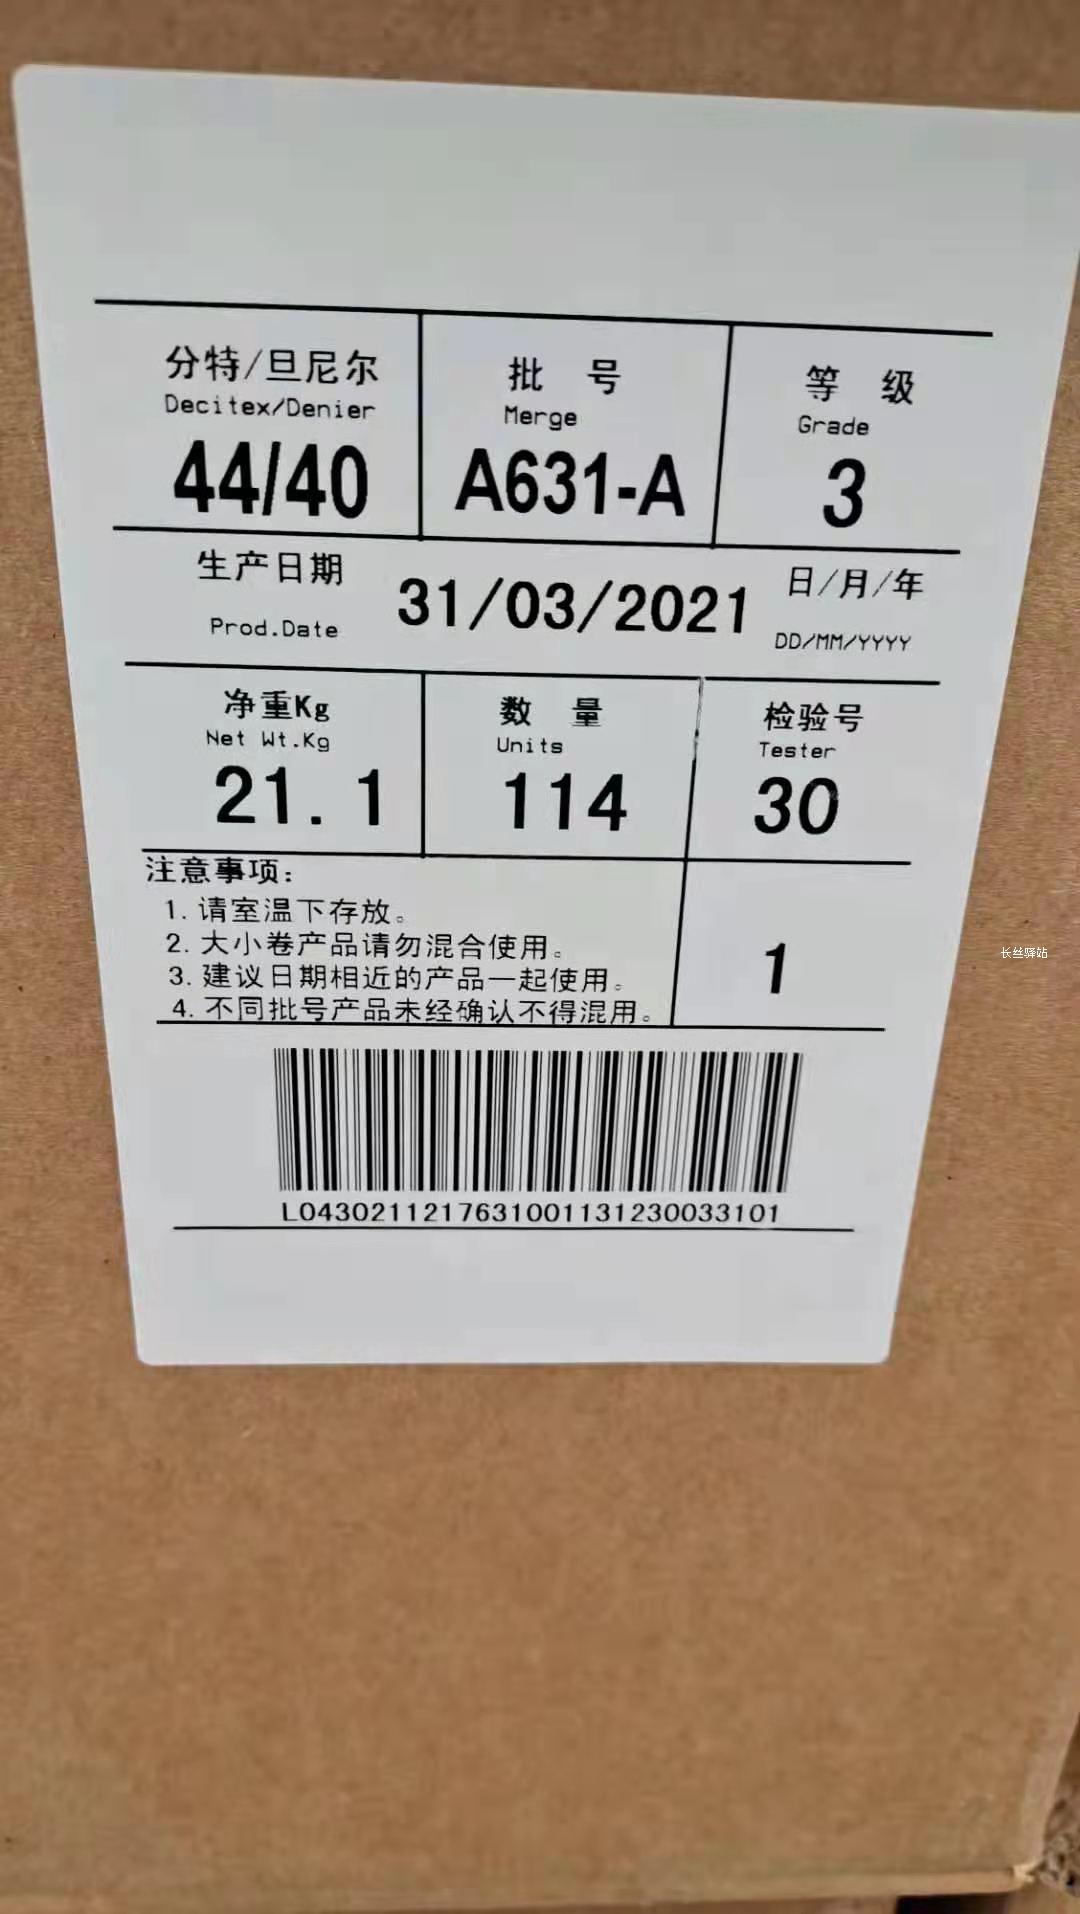 分特/旦尼尔
Decitex/Denier
44/40
批 号
Merge
A631-A
等 级
Grade
3
生产日期
Prod.Date
31/03/2021
日/月/年
DD/MM/YYYY
净重Kg
Net Wt.Kg
21.1
数 量
Units
114
检验号
Tester
30
注意事项:
1. 请室温下存放。
2. 大小卷产品请勿混合使用。
3. 建议日期相近的产品一起使用。
4. 不同批号产品未经确认不得混用。
1
L0430211217631001131230033101
长丝驿站